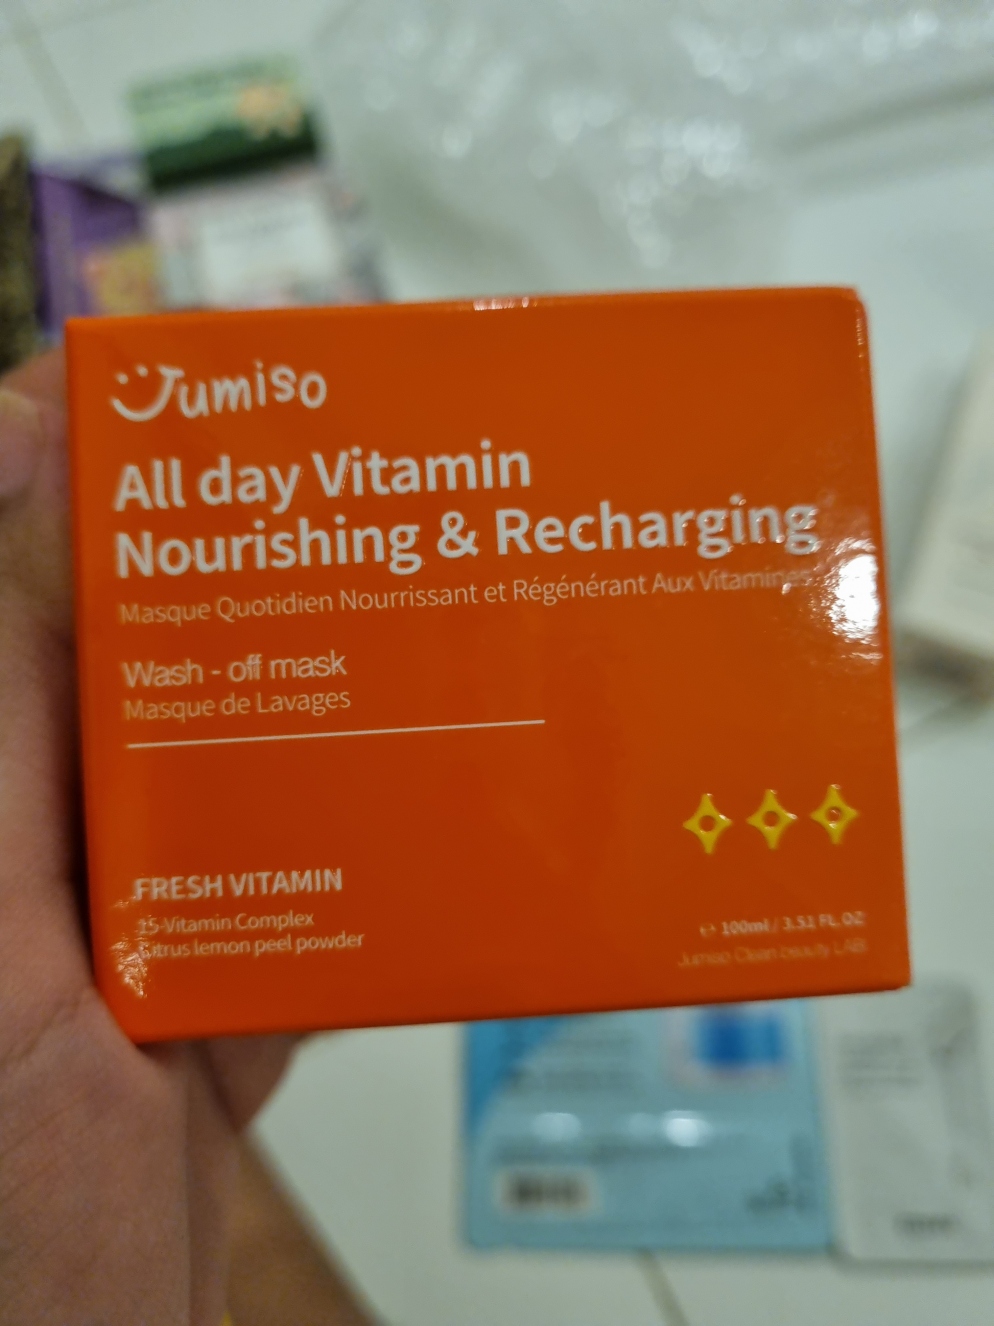 Jumiso
All day Vitamin
Nourishing & Recharging
Masque Quotidien Nourrissant et Régénérant Aux Vitamines
Wash - off mask
Masque de Lavages
FRESH VITAMIN
15-Vitamin Complex
Citrus lemon peel powder
℮ 100ml / 3.51 FL.OZ
Jumiso Clean beauty LAB